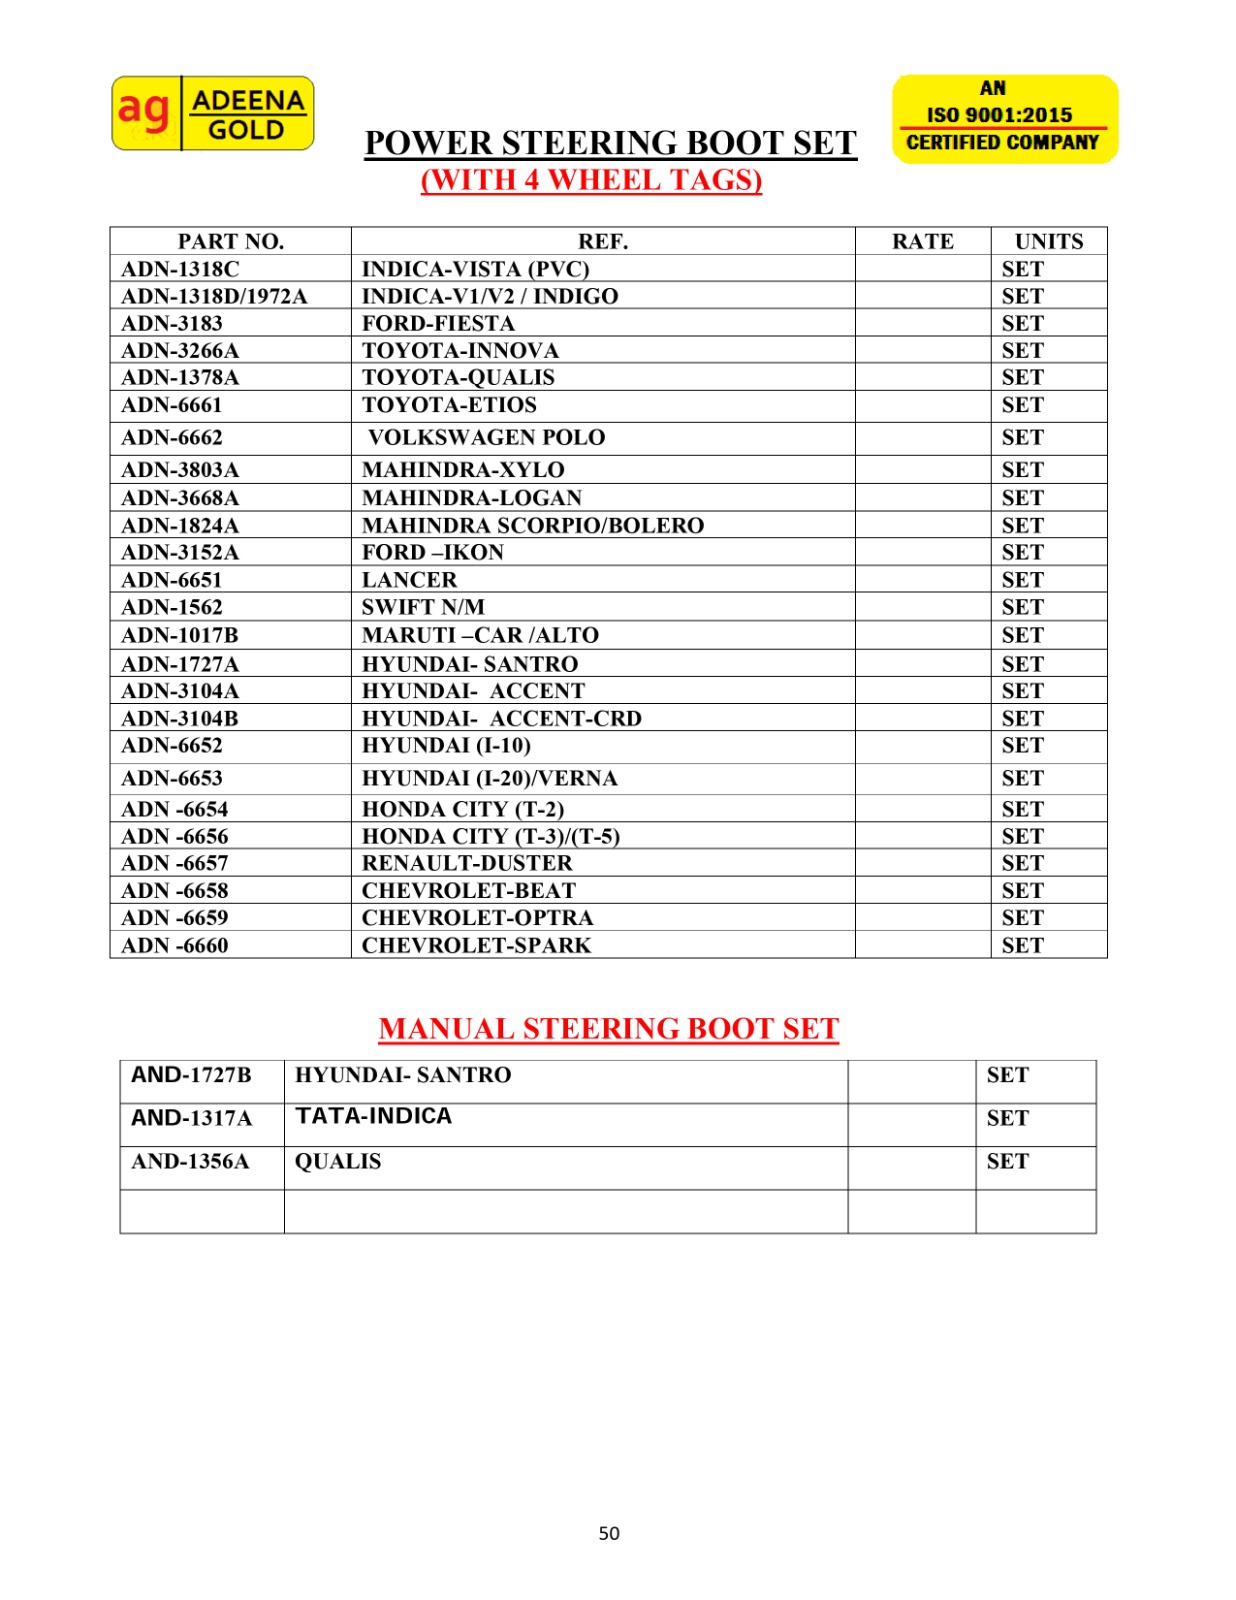 ag ADEENA GOLD
AN
ISO 9001:2015
CERTIFIED COMPANY
POWER STEERING BOOT SET
(WITH 4 WHEEL TAGS)
PART NO. REF. RATE UNITS
ADN-1318C INDICA-VISTA (PVC) SET
ADN-1318D/1972A INDICA-V1/V2 / INDIGO SET
ADN-3183 FORD-FIESTA SET
ADN-3266A TOYOTA-INNOVA SET
ADN-1378A TOYOTA-QUALIS SET
ADN-6661 TOYOTA-ETIOS SET
ADN-6662 VOLKSWAGEN POLO SET
ADN-3803A MAHINDRA-XYLO SET
ADN-3668A MAHINDRA-LOGAN SET
ADN-1824A MAHINDRA SCORPIO/BOLERO SET
ADN-3152A FORD –IKON SET
ADN-6651 LANCER SET
ADN-1562 SWIFT N/M SET
ADN-1017B MARUTI –CAR /ALTO SET
ADN-1727A HYUNDAI- SANTRO SET
ADN-3104A HYUNDAI-  ACCENT SET
ADN-3104B HYUNDAI-  ACCENT-CRD SET
ADN-6652 HYUNDAI (I-10) SET
ADN-6653 HYUNDAI (I-20)/VERNA SET
ADN -6654 HONDA CITY (T-2) SET
ADN -6656 HONDA CITY (T-3)/(T-5) SET
ADN -6657 RENAULT-DUSTER SET
ADN -6658 CHEVROLET-BEAT SET
ADN -6659 CHEVROLET-OPTRA SET
ADN -6660 CHEVROLET-SPARK SET
MANUAL STEERING BOOT SET
AND-1727B HYUNDAI- SANTRO SET
AND-1317A TATA-INDICA SET
AND-1356A QUALIS SET
50